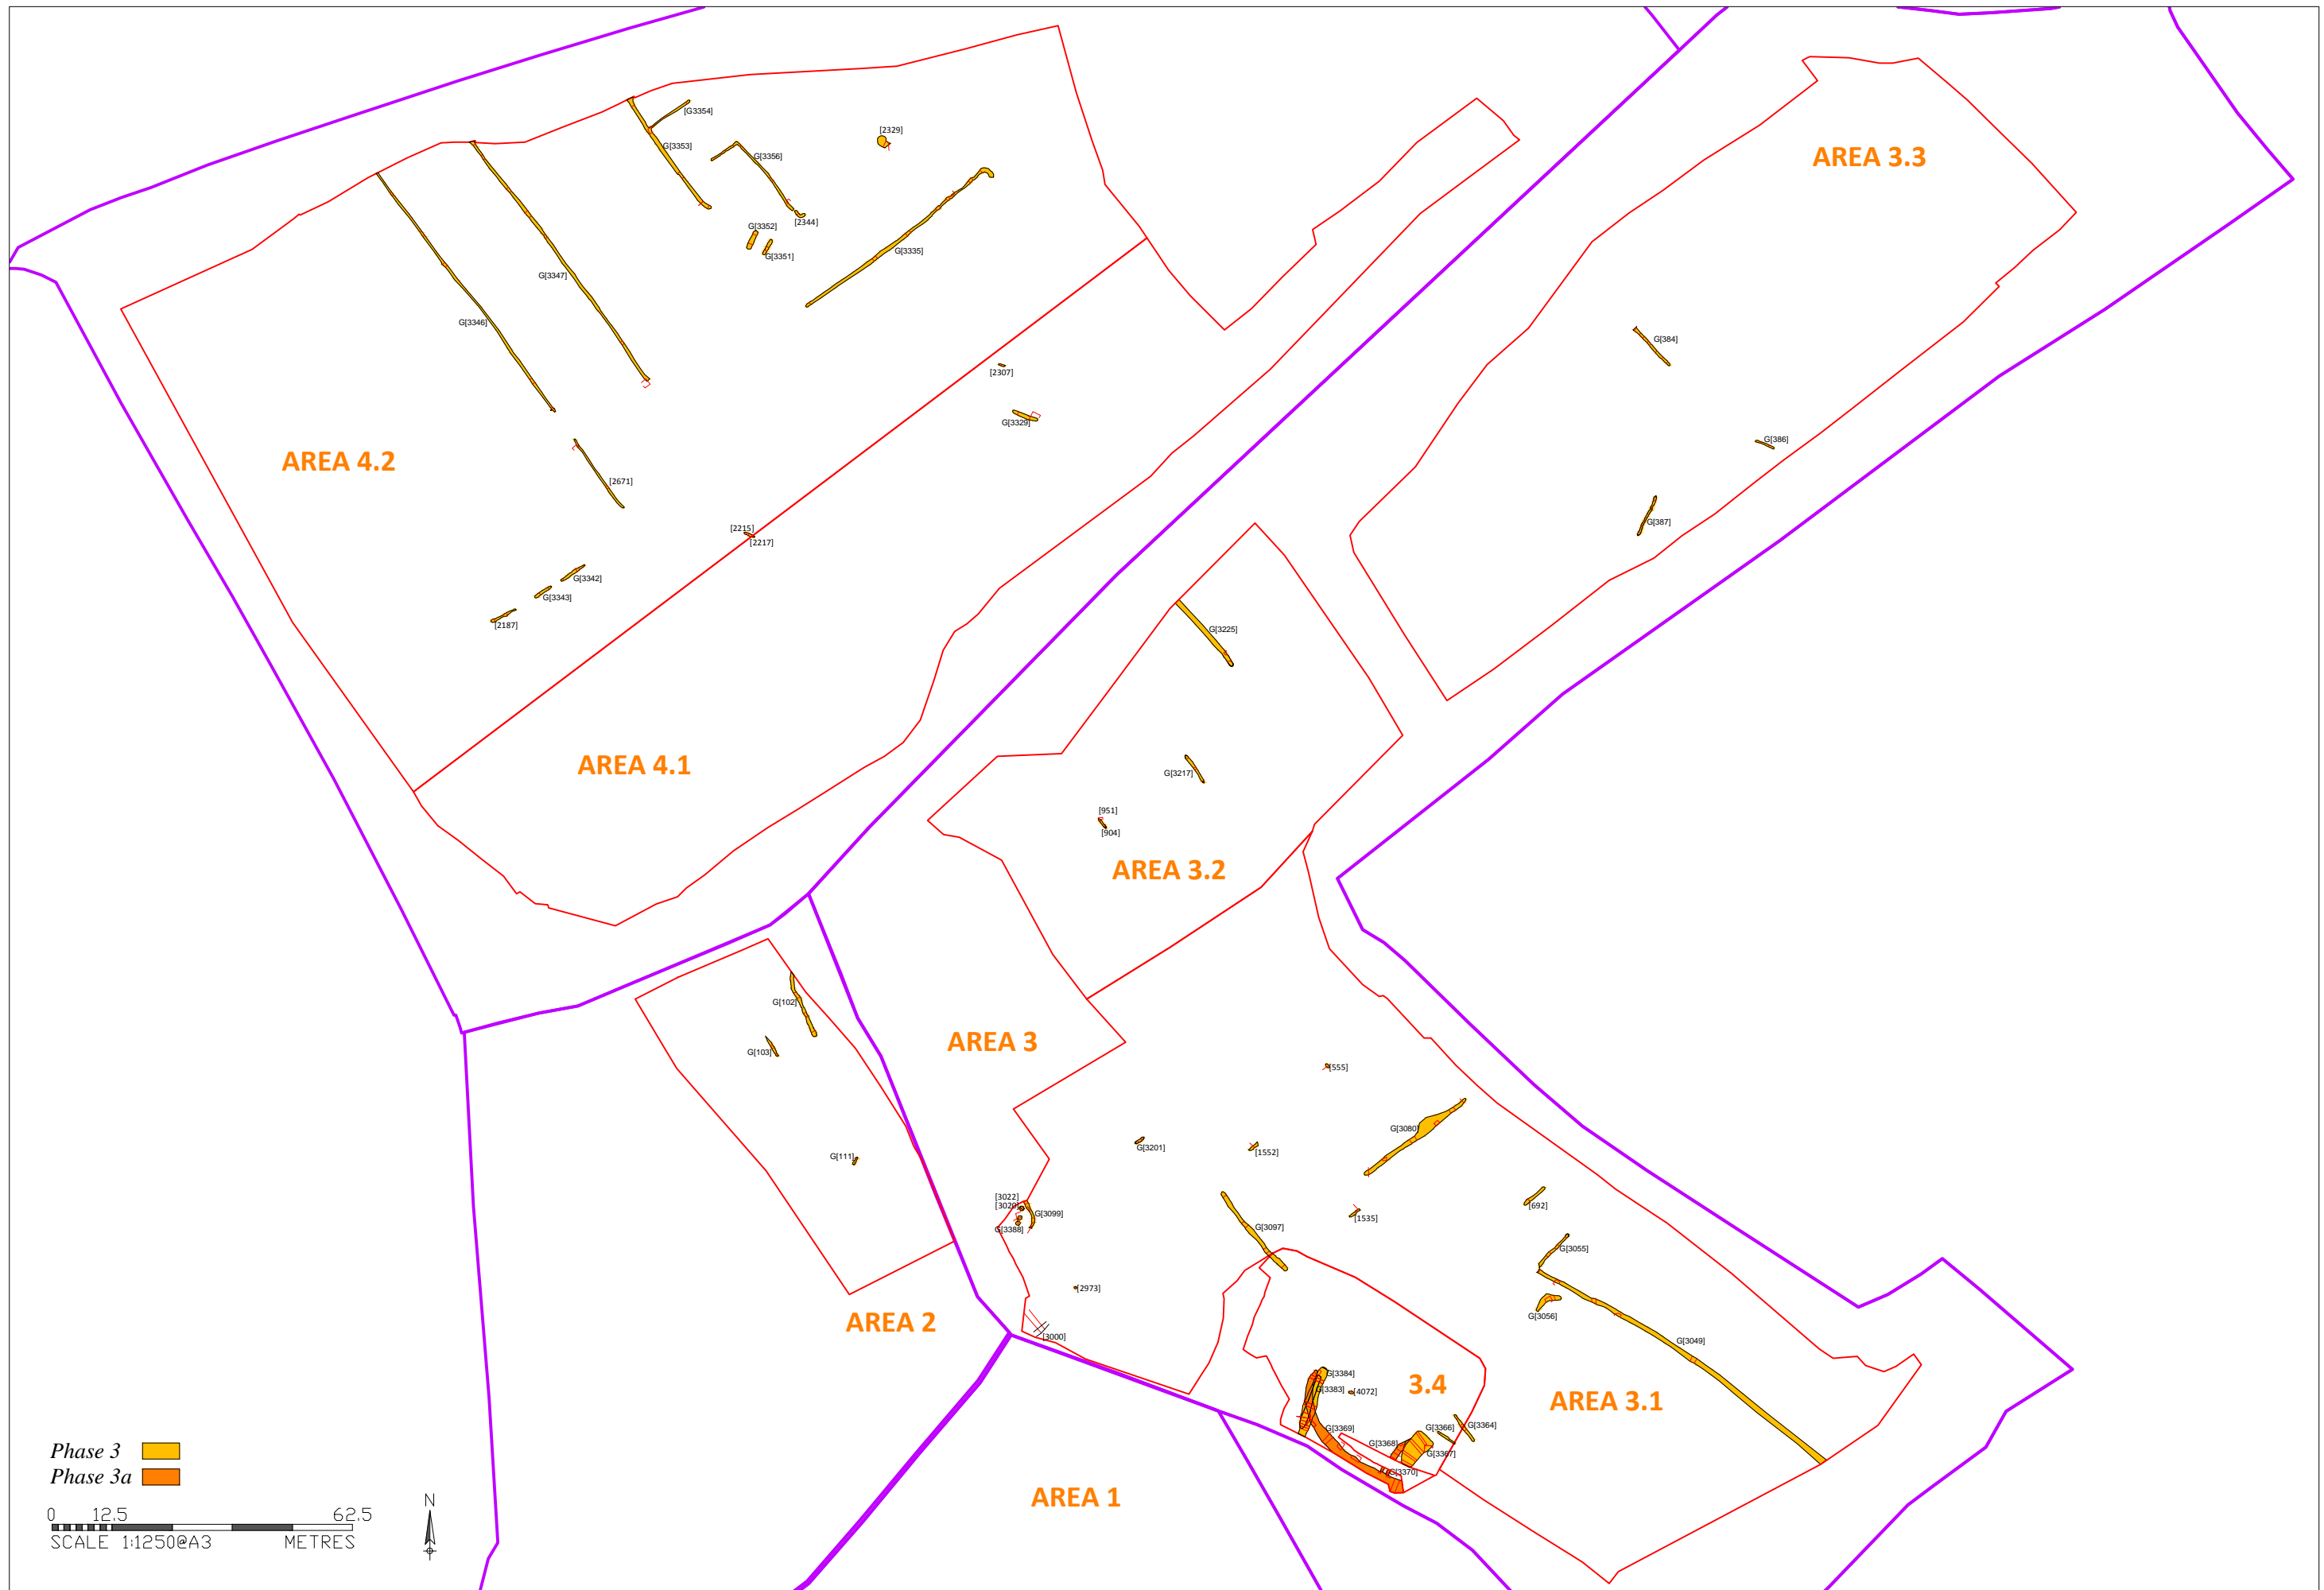 [G3354]
[2329]
G[3353]
G[3356]
AREA 3.3
[2344]
G[3352]
G[3351]
G[3335]
G[3347]
G[3346]
G[384]
[2307]
G[3329]
G[386]
AREA 4.2
[2671]
G[387]
[2215]
[2217]
G[3342]
G[3343]
[2187]
G[3225]
AREA 4.1
G[3217]
[951]
[904]
AREA 3.2
G[102]
G[103]
AREA 3
[555]
G[3080]
G[3201]
[1552]
G[111]
[3022]
[3020]
G[3099]
G[3388]
[692]
[1535]
G[3097]
G[3055]
[2973]
G[3056]
AREA 2
[3000]
G[3049]
G[3384]
G[3383]
[4072]
3.4
AREA 3.1
G[3369]
G[3366]
G[3364]
G[3368]
G[3367]
G[3370]
AREA 1
Phase 3
Phase 3a
0 12.5 62.5
SCALE 1:1250@A3 METRES
N